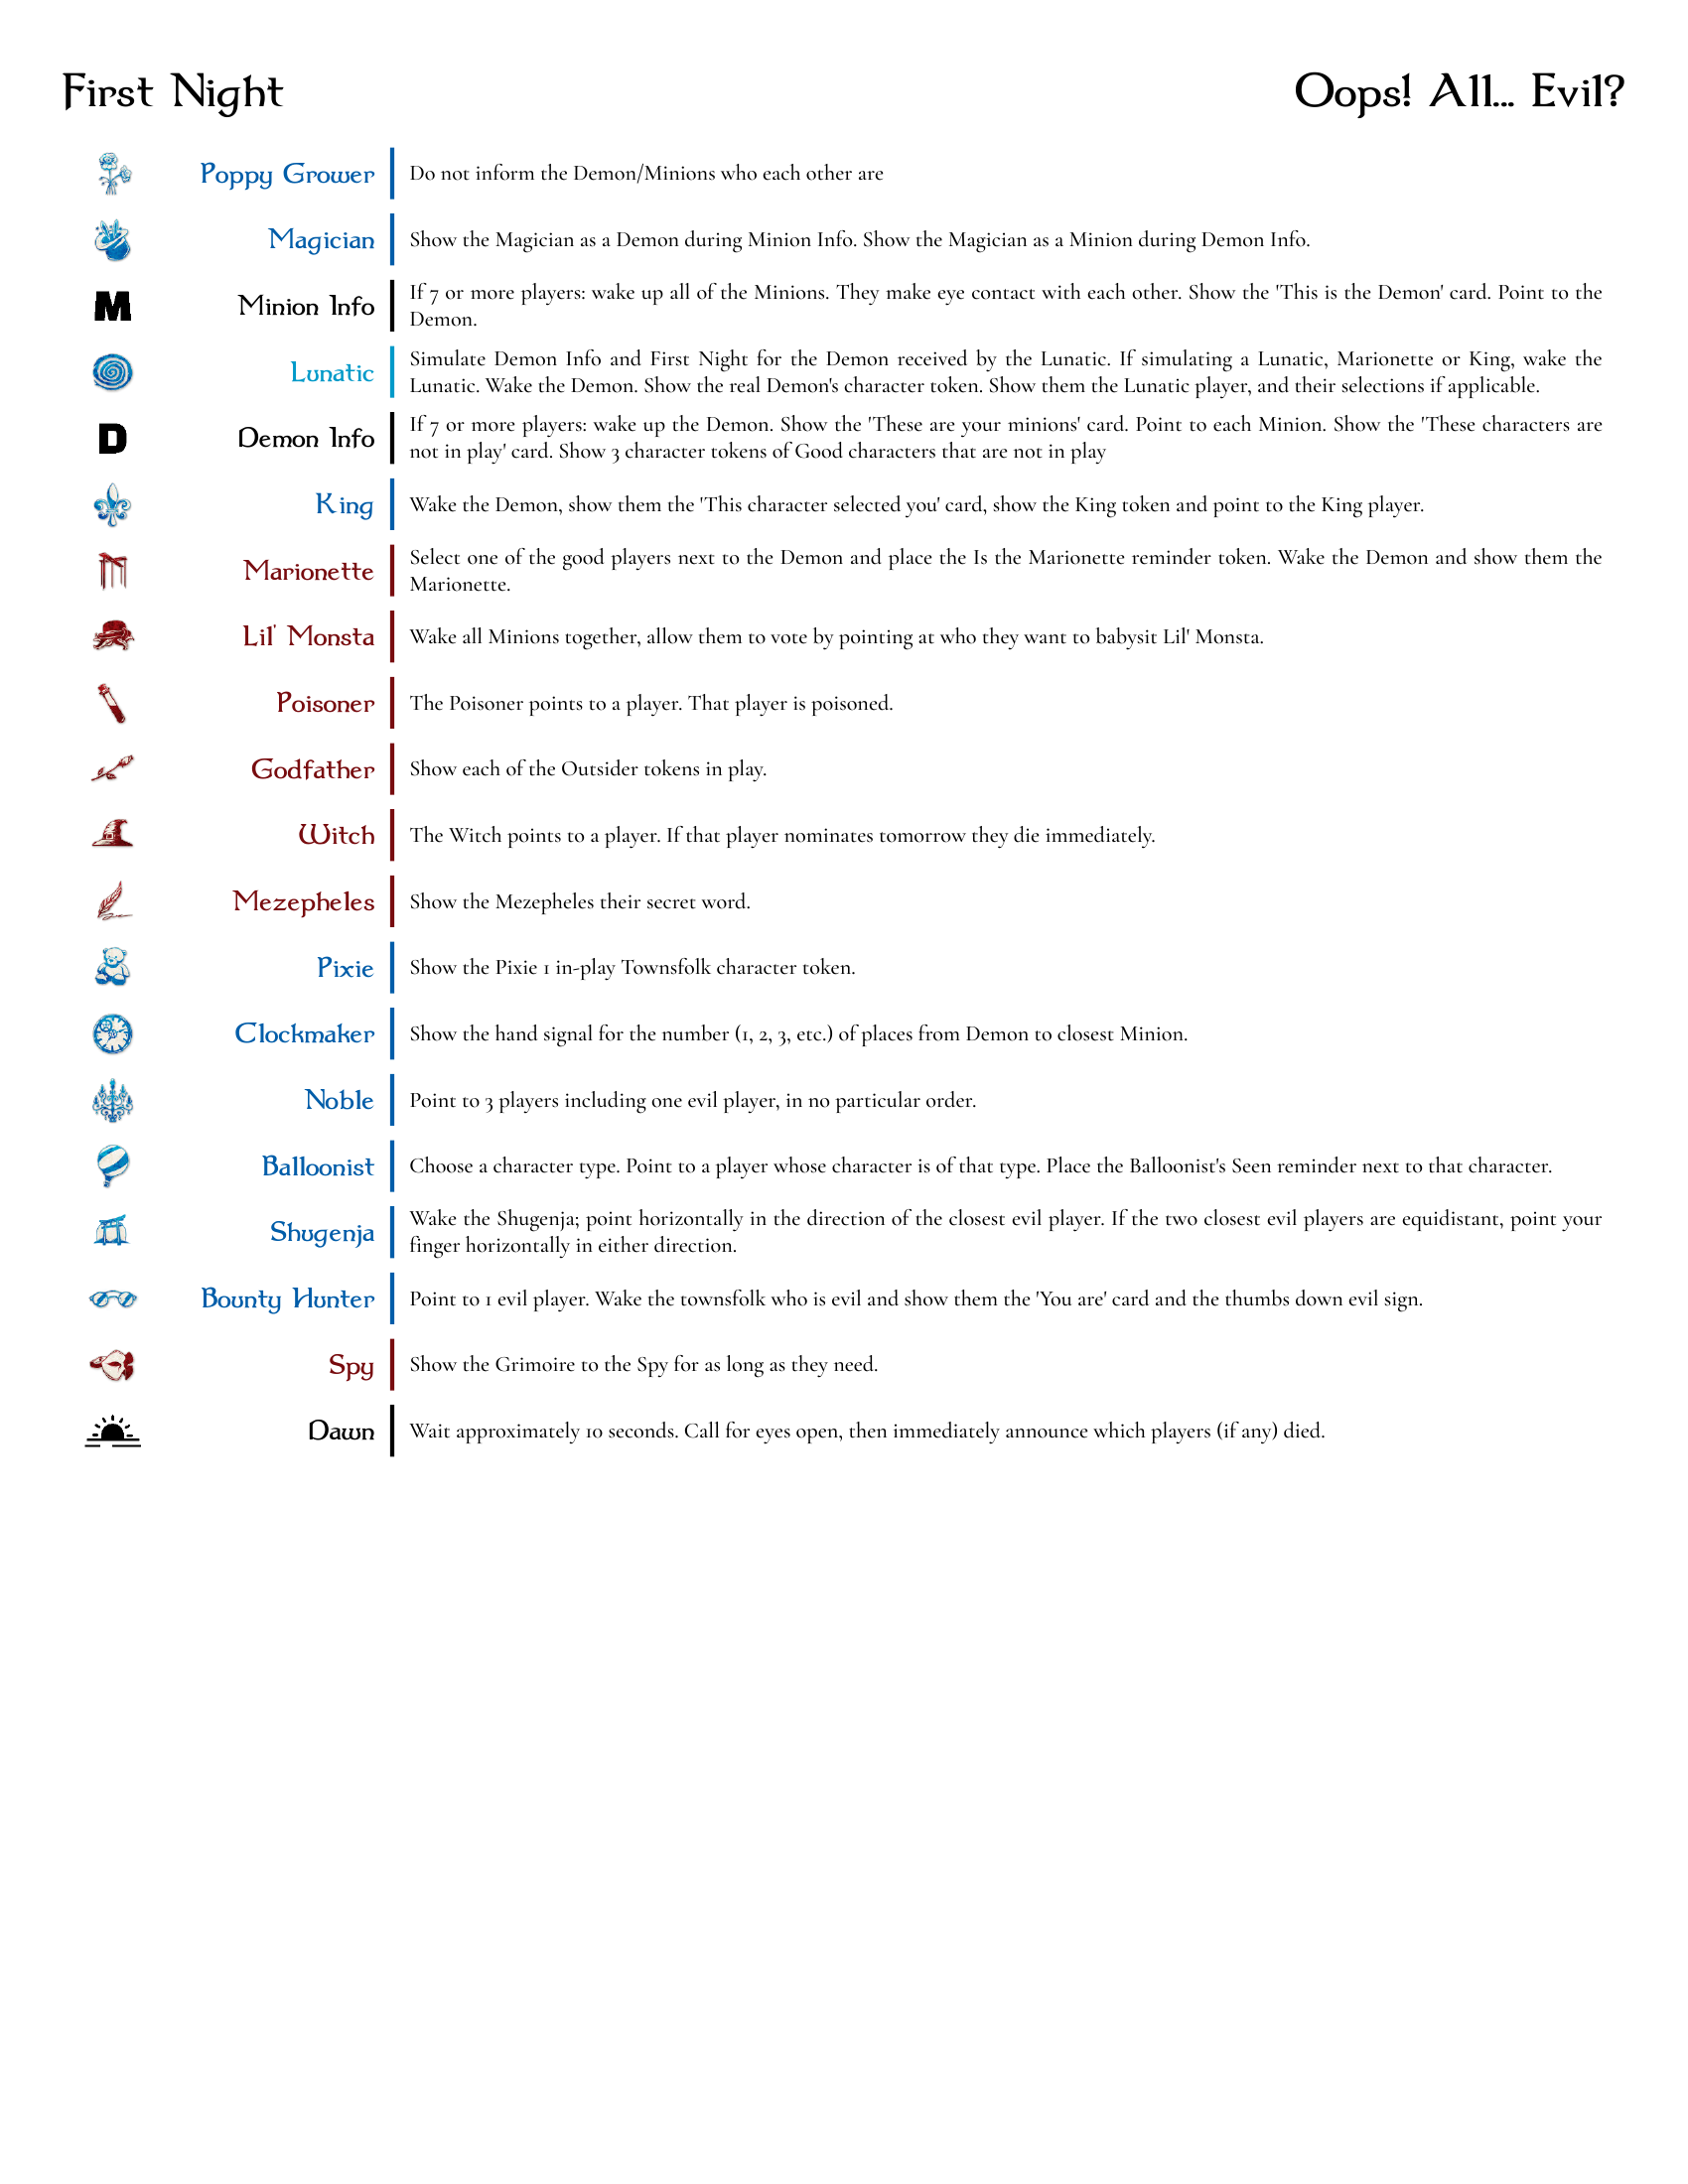 First Night
Oops! All... Evil?
Poppy Grower
Do not inform the Demon/Minions who each other are
Magician
Show the Magician as a Demon during Minion Info. Show the Magician as a Minion during Demon Info.
M
Minion Info
If 7 or more players: wake up all of the Minions. They make eye contact with each other. Show the 'This is the Demon' card. Point to the
Demon.
Lunatic
Simulate Demon Info and First Night for the Demon received by the Lunatic. If simulating a Lunatic, Marionette or King, wake the
Lunatic. Wake the Demon. Show the real Demon's character token. Show them the Lunatic player, and their selections if applicable.
D
Demon Info
If 7 or more players: wake up the Demon. Show the 'These are your minions' card. Point to each Minion. Show the 'These characters are
not in play' card. Show 3 character tokens of Good characters that are not in play
King
Wake the Demon, show them the 'This character selected you' card, show the King token and point to the King player.
Marionette
Select one of the good players next to the Demon and place the Is the Marionette reminder token. Wake the Demon and show them the
Marionette.
Lil' Monsta
Wake all Minions together, allow them to vote by pointing at who they want to babysit Lil' Monsta.
Poisoner
The Poisoner points to a player. That player is poisoned.
Godfather
Show each of the Outsider tokens in play.
Witch
The Witch points to a player. If that player nominates tomorrow they die immediately.
Mezepheles
Show the Mezepheles their secret word.
Pixie
Show the Pixie 1 in-play Townsfolk character token.
Clockmaker
Show the hand signal for the number (1, 2, 3, etc.) of places from Demon to closest Minion.
Noble
Point to 3 players including one evil player, in no particular order.
Balloonist
Choose a character type. Point to a player whose character is of that type. Place the Balloonist's Seen reminder next to that character.
Shugenja
Wake the Shugenja; point horizontally in the direction of the closest evil player. If the two closest evil players are equidistant, point your
finger horizontally in either direction.
Bounty Hunter
Point to 1 evil player. Wake the townsfolk who is evil and show them the 'You are' card and the thumbs down evil sign.
Spy
Show the Grimoire to the Spy for as long as they need.
Dawn
Wait approximately 10 seconds. Call for eyes open, then immediately announce which players (if any) died.